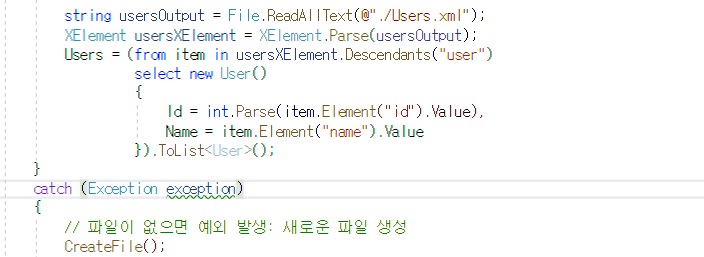 string usersOutput = File.ReadAllText(@"./Users.xml");
XElement usersXElement = XElement.Parse(usersOutput);
Users = (from item in usersXElement.Descendants("user")
select new User()
{
Id = int.Parse(item.Element("id").Value),
Name = item.Element("name").Value
}).ToList<User>();
}
catch (Exception exception)
{
// 파일이 없으면 예외 발생: 새로운 파일 생성
CreateFile();